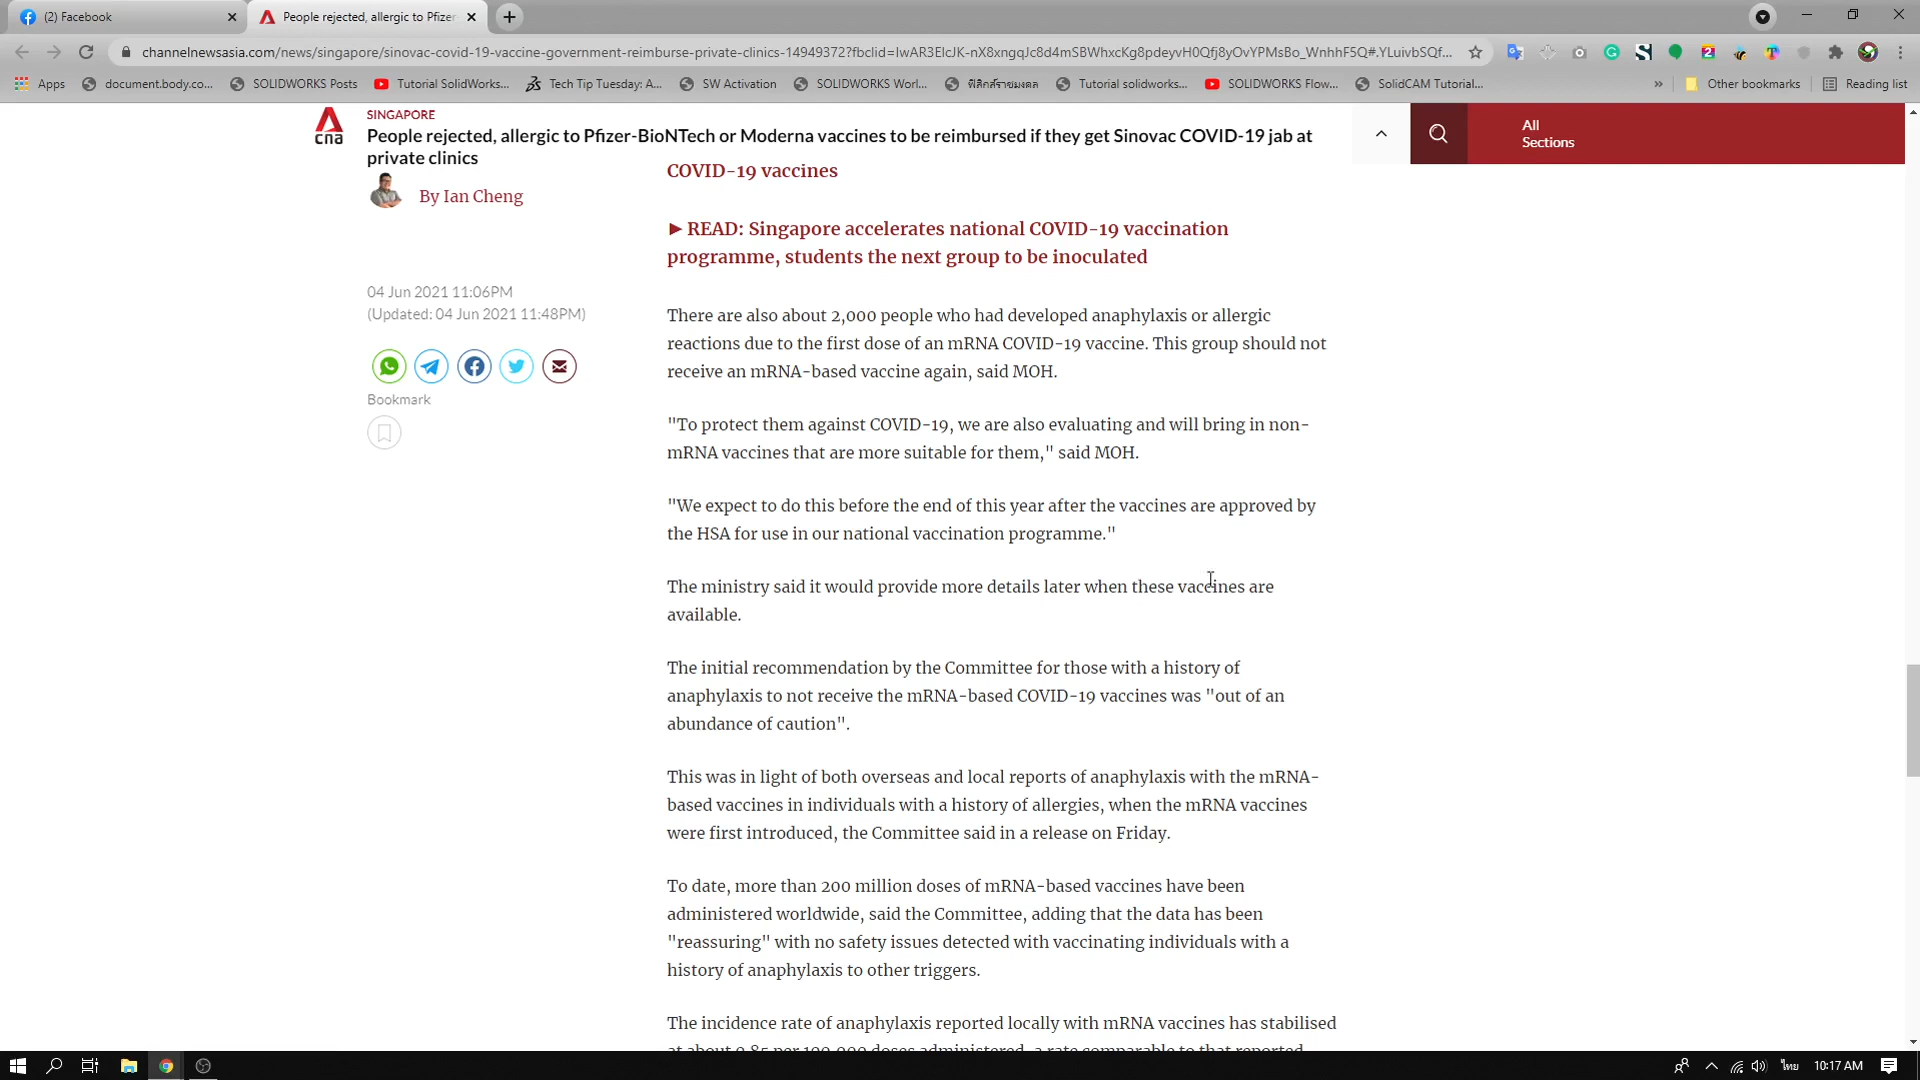 (2) Facebook
People rejected, allergic to Pfizer
channelnewsasia.com/news/singapore/sinovac-covid-19-vaccine-government-reimburse-private-clinics-14949372?fbclid=IwAR3ElcJK-nX8xngqJc8d4mSBWhxcKg8pdeyvH0Qfj8yOvYPMsBo_WnhhF5Q#.YLuivbSQf...
Apps
document.body.co...
SOLIDWORKS Posts
Tutorial SolidWorks...
Tech Tip Tuesday: A...
SW Activation
SOLIDWORKS Worl...
ฟิสิกส์ราชมงคล
Tutorial solidworks...
SOLIDWORKS Flow...
SolidCAM Tutorial...
»
Other bookmarks
Reading list
cna
SINGAPORE
People rejected, allergic to Pfizer-BioNTech or Moderna vaccines to be reimbursed if they get Sinovac COVID-19 jab at
private clinics
All
Sections
By Ian Cheng
04 Jun 2021 11:06PM
(Updated: 04 Jun 2021 11:48PM)
Bookmark
COVID-19 vaccines
►READ: Singapore accelerates national COVID-19 vaccination
programme, students the next group to be inoculated
There are also about 2,000 people who had developed anaphylaxis or allergic
reactions due to the first dose of an mRNA COVID-19 vaccine. This group should not
receive an mRNA-based vaccine again, said MOH.
"To protect them against COVID-19, we are also evaluating and will bring in non-
mRNA vaccines that are more suitable for them," said MOH.
"We expect to do this before the end of this year after the vaccines are approved by
the HSA for use in our national vaccination programme."
The ministry said it would provide more details later when these vaccines are
available.
The initial recommendation by the Committee for those with a history of
anaphylaxis to not receive the mRNA-based COVID-19 vaccines was "out of an
abundance of caution".
This was in light of both overseas and local reports of anaphylaxis with the mRNA-
based vaccines in individuals with a history of allergies, when the mRNA vaccines
were first introduced, the Committee said in a release on Friday.
To date, more than 200 million doses of mRNA-based vaccines have been
administered worldwide, said the Committee, adding that the data has been
"reassuring" with no safety issues detected with vaccinating individuals with a
history of anaphylaxis to other triggers.
The incidence rate of anaphylaxis reported locally with mRNA vaccines has stabilised
at about 0.85 per 100,000 doses administered, a rate comparable to that reported
ไทย
10:17 AM